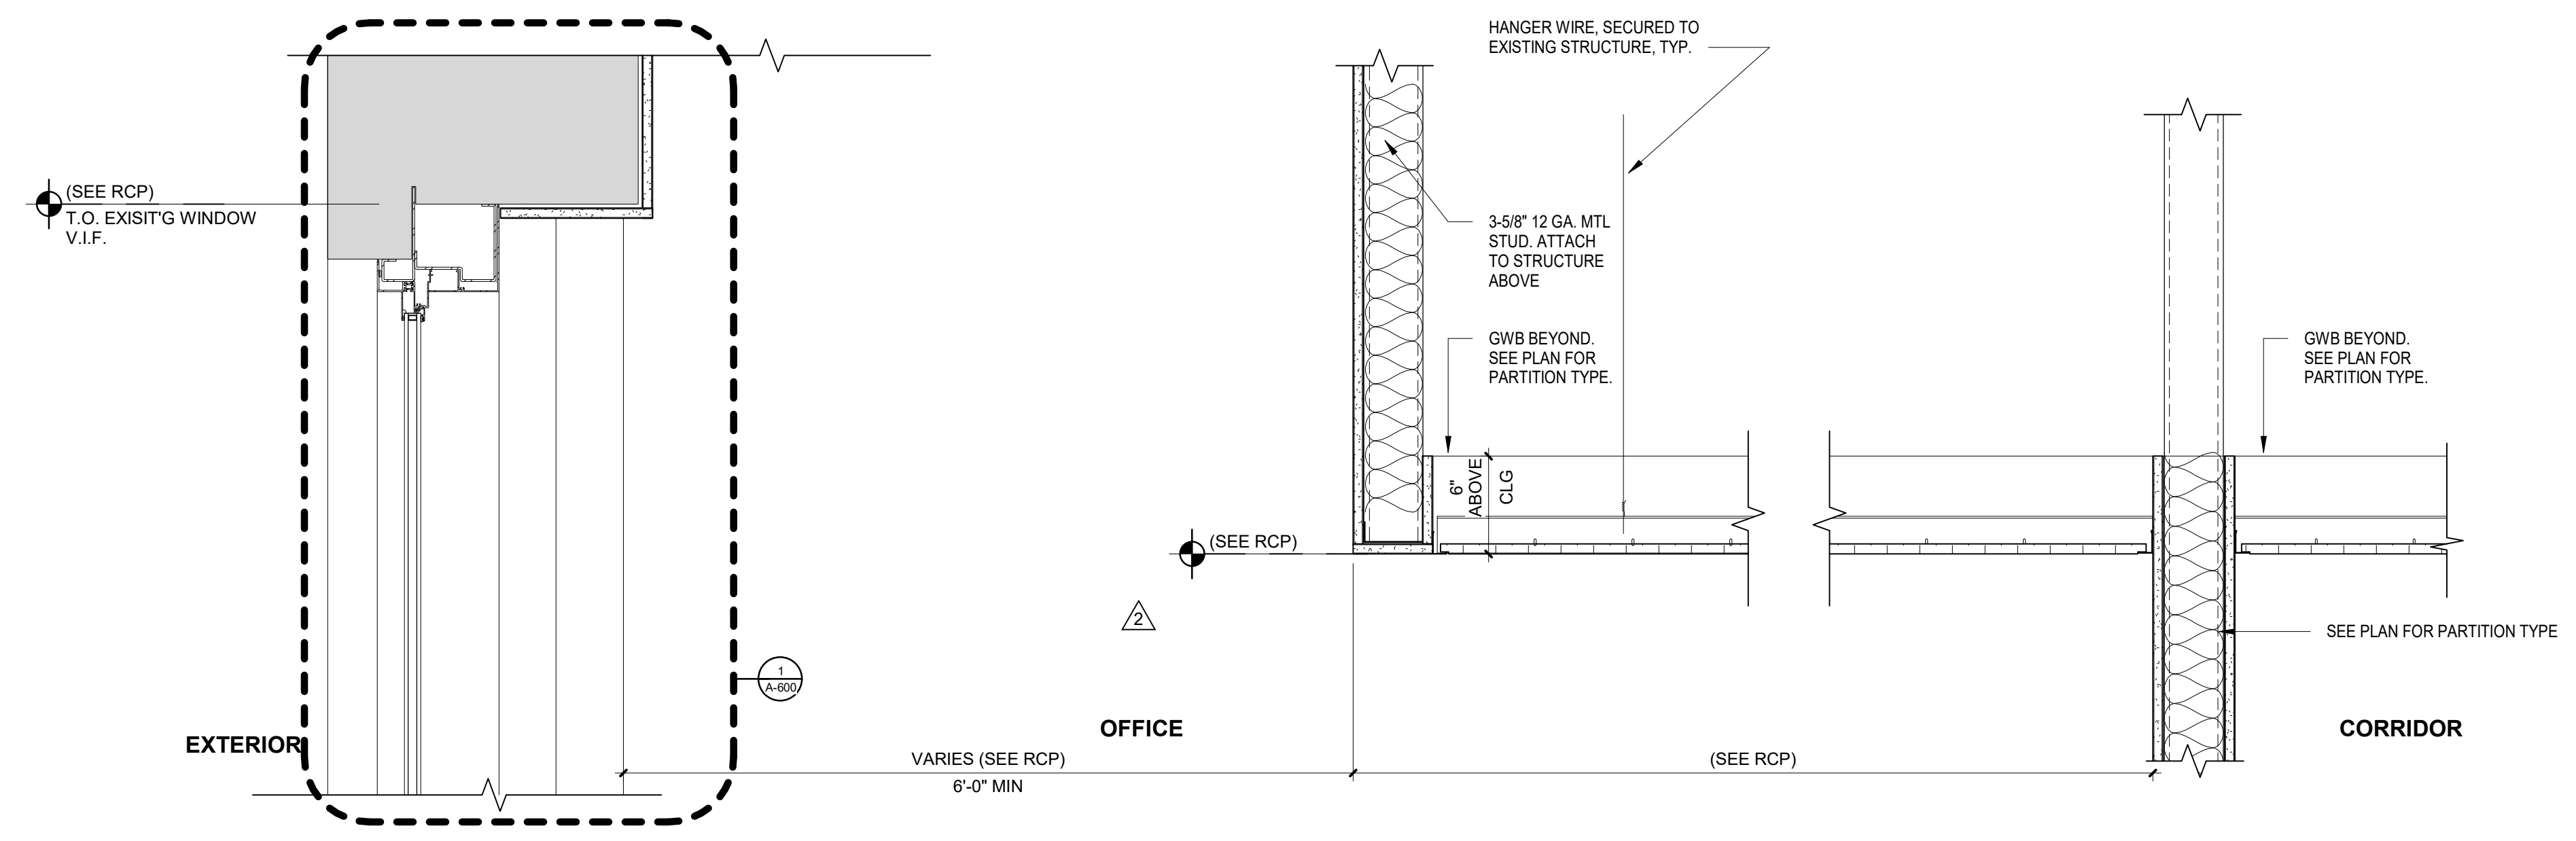 HANGER WIRE, SECURED TO
EXISTING STRUCTURE, TYP.
(SEE RCP)
T.O. EXISIT'G WINDOW
V.I.F.
3-5/8" 12 GA. MTL
STUD. ATTACH
TO STRUCTURE
ABOVE
GWB BEYOND.
SEE PLAN FOR
PARTITION TYPE.
GWB BEYOND.
SEE PLAN FOR
PARTITION TYPE.
6"
ABOVE
CLG
(SEE RCP)
2
SEE PLAN FOR PARTITION TYPE
1
A-600
EXTERIOR
OFFICE
CORRIDOR
VARIES (SEE RCP)
6'-0" MIN
(SEE RCP)